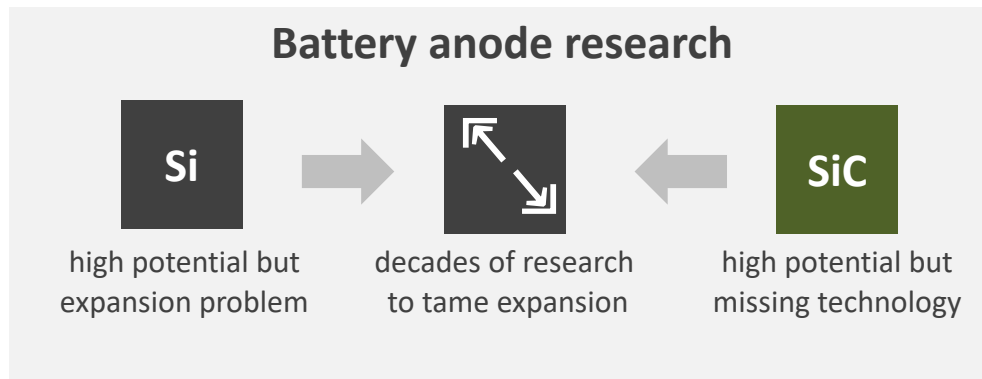 Battery anode research
Si
SiC
high potential but
expansion problem
decades of research
to tame expansion
high potential but
missing technology